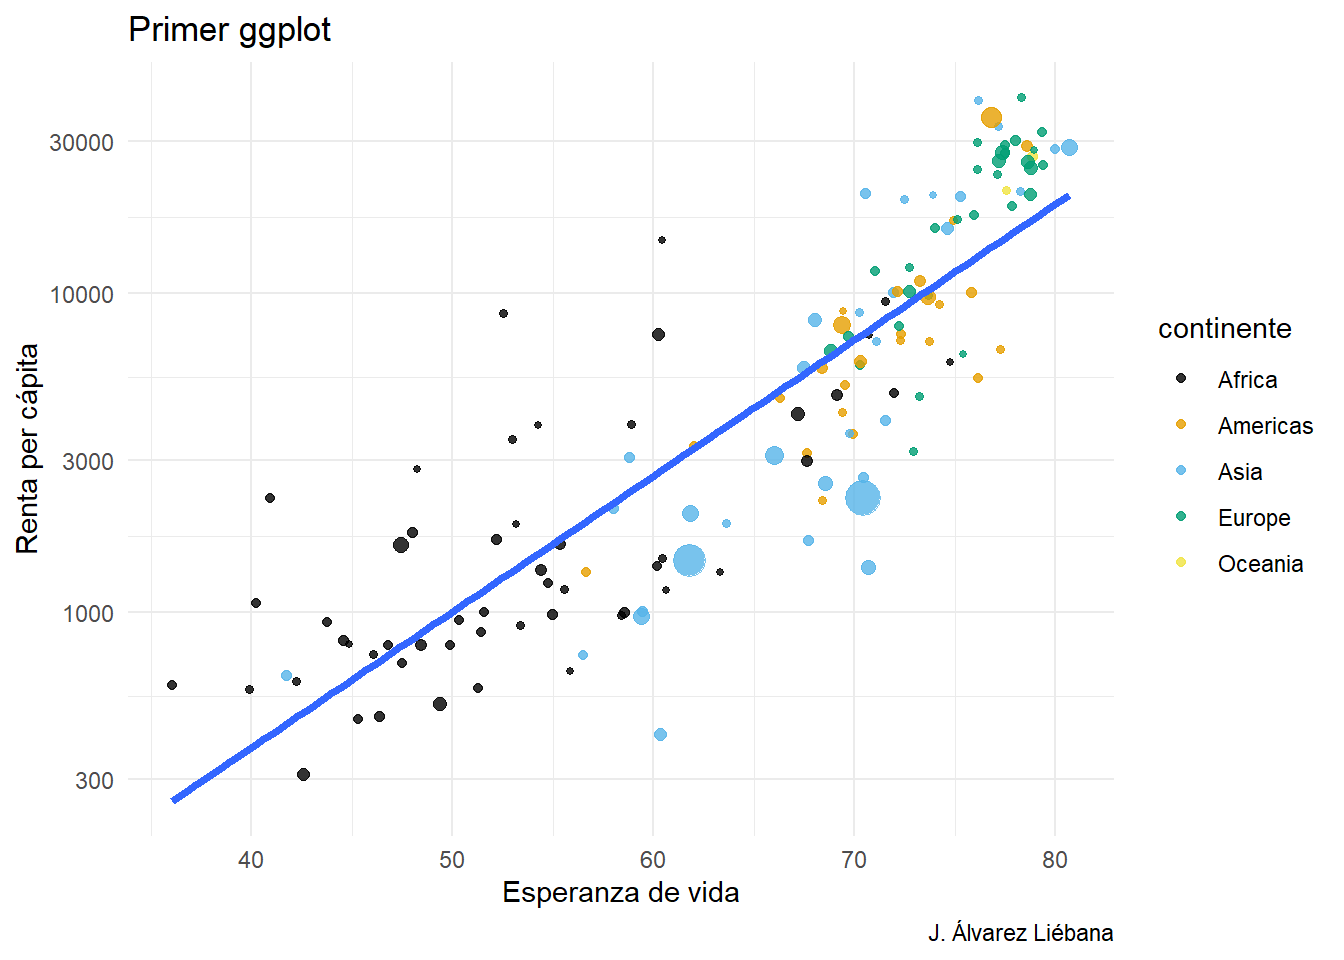 Primer ggplot
30000
10000
3000
1000
300
Renta per cápita
40 50 60 70 80
Esperanza de vida
continente
Africa
Americas
Asia
Europe
Oceania
J. Álvarez Liébana